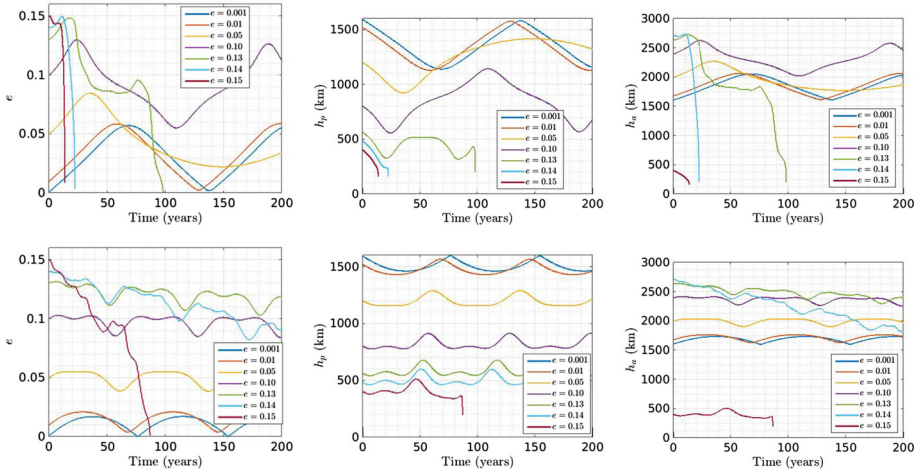 0.15
0.1
0.05
0
e
0 50 100 150 200
Time (years)
e = 0.001
e = 0.01
e = 0.05
e = 0.10
e = 0.13
e = 0.14
e = 0.15
1500
1000
500
0
h_p (km)
0 50 100 150 200
Time (years)
e = 0.001
e = 0.01
e = 0.05
e = 0.10
e = 0.13
e = 0.14
e = 0.15
3000
2500
2000
1500
1000
500
0
h_a (km)
0 50 100 150 200
Time (years)
e = 0.001
e = 0.01
e = 0.05
e = 0.10
e = 0.13
e = 0.14
e = 0.15
0.15
0.1
0.05
0
e
0 50 100 150 200
Time (years)
e = 0.001
e = 0.01
e = 0.05
e = 0.10
e = 0.13
e = 0.14
e = 0.15
1500
1000
500
0
h_p (km)
0 50 100 150 200
Time (years)
e = 0.001
e = 0.01
e = 0.05
e = 0.10
e = 0.13
e = 0.14
e = 0.15
3000
2500
2000
1500
1000
500
0
h_a (km)
0 50 100 150 200
Time (years)
e = 0.001
e = 0.01
e = 0.05
e = 0.10
e = 0.13
e = 0.14
e = 0.15